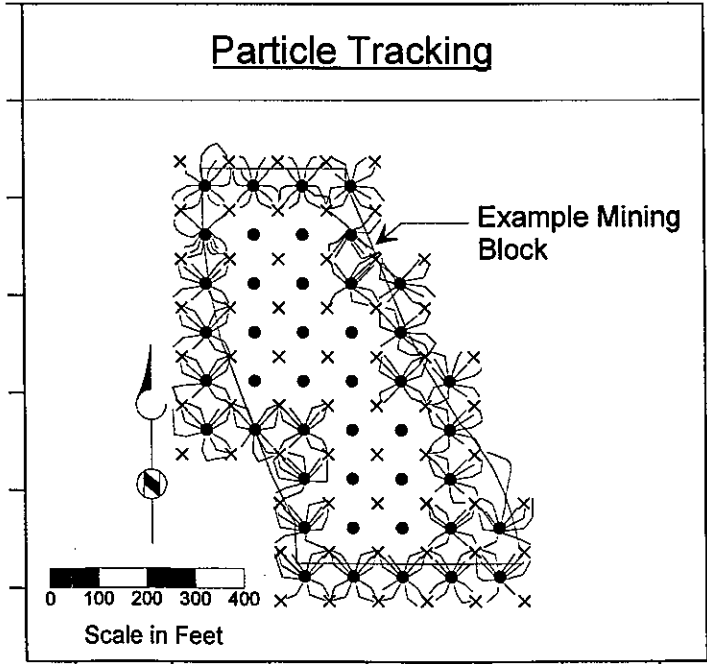 Particle Tracking
Example Mining
Block
0 100 200 300 400
Scale in Feet